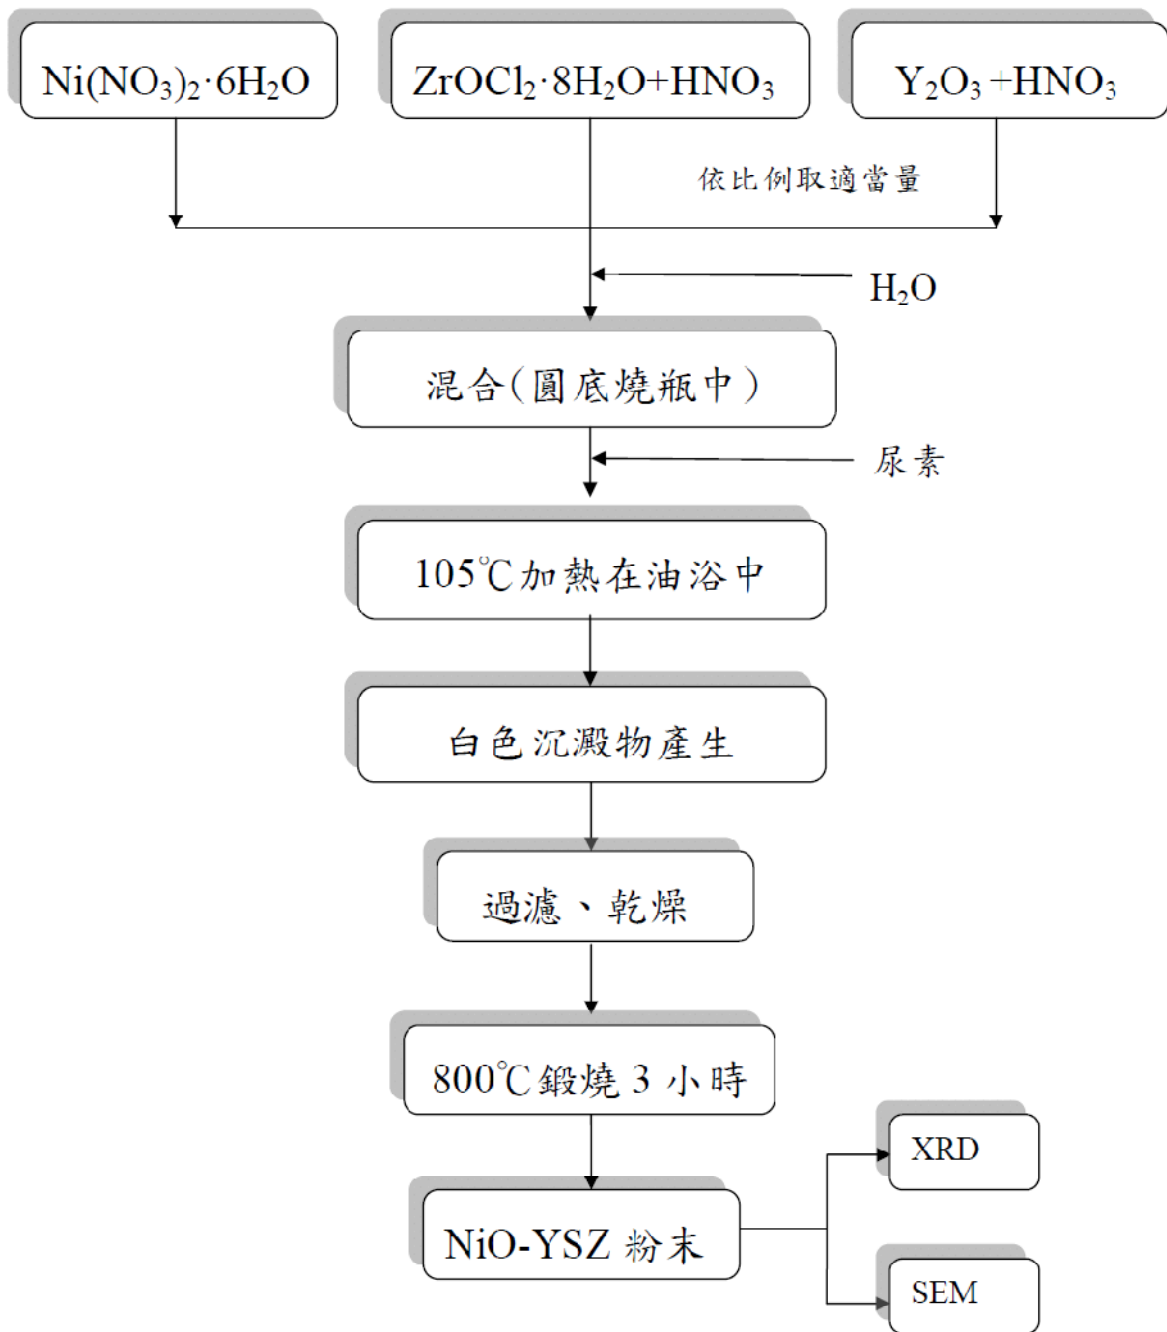 Ni(NO₃)₂·6H₂O
ZrOCl₂·8H₂O+HNO₃
Y₂O₃+HNO₃
依比例取適當量
H₂O
混合(圓底燒瓶中)
尿素
105℃加熱在油浴中
白色沉澱物產生
過濾、乾燥
800℃鍛燒 3 小時
NiO-YSZ 粉末
XRD
SEM